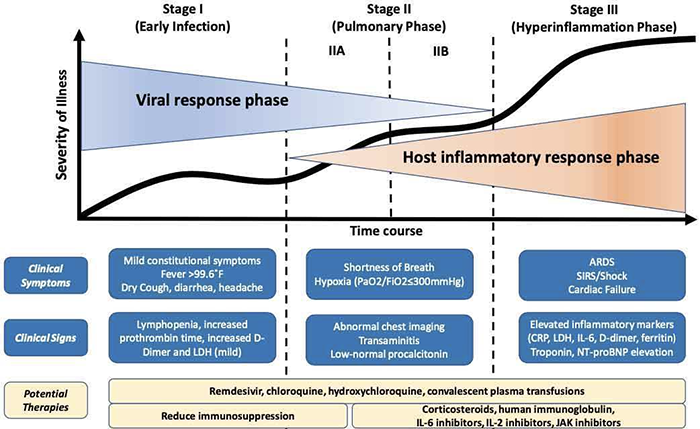 Stage I
(Early Infection)
Stage II
(Pulmonary Phase)
Stage III
(Hyperinflammation Phase)
IIA
IIB
Severity of Illness
Viral response phase
Host inflammatory response phase
Time course
Clinical
Symptoms
Mild constitutional symptoms
Fever >99.6°F
Dry Cough, diarrhea, headache
Shortness of Breath
Hypoxia (PaO2/FiO2≤300mmHg)
ARDS
SIRS/Shock
Cardiac Failure
Clinical Signs
Lymphopenia, increased
prothrombin time, increased D-
Dimer and LDH (mild)
Abnormal chest imaging
Transaminitis
Low-normal procalcitonin
Elevated inflammatory markers
(CRP, LDH, IL-6, D-dimer, ferritin)
Troponin, NT-proBNP elevation
Potential
Therapies
Remdesivir, chloroquine, hydroxychloroquine, convalescent plasma transfusions
Reduce immunosuppression
Corticosteroids, human immunoglobulin,
IL-6 inhibitors, IL-2 inhibitors, JAK inhibitors